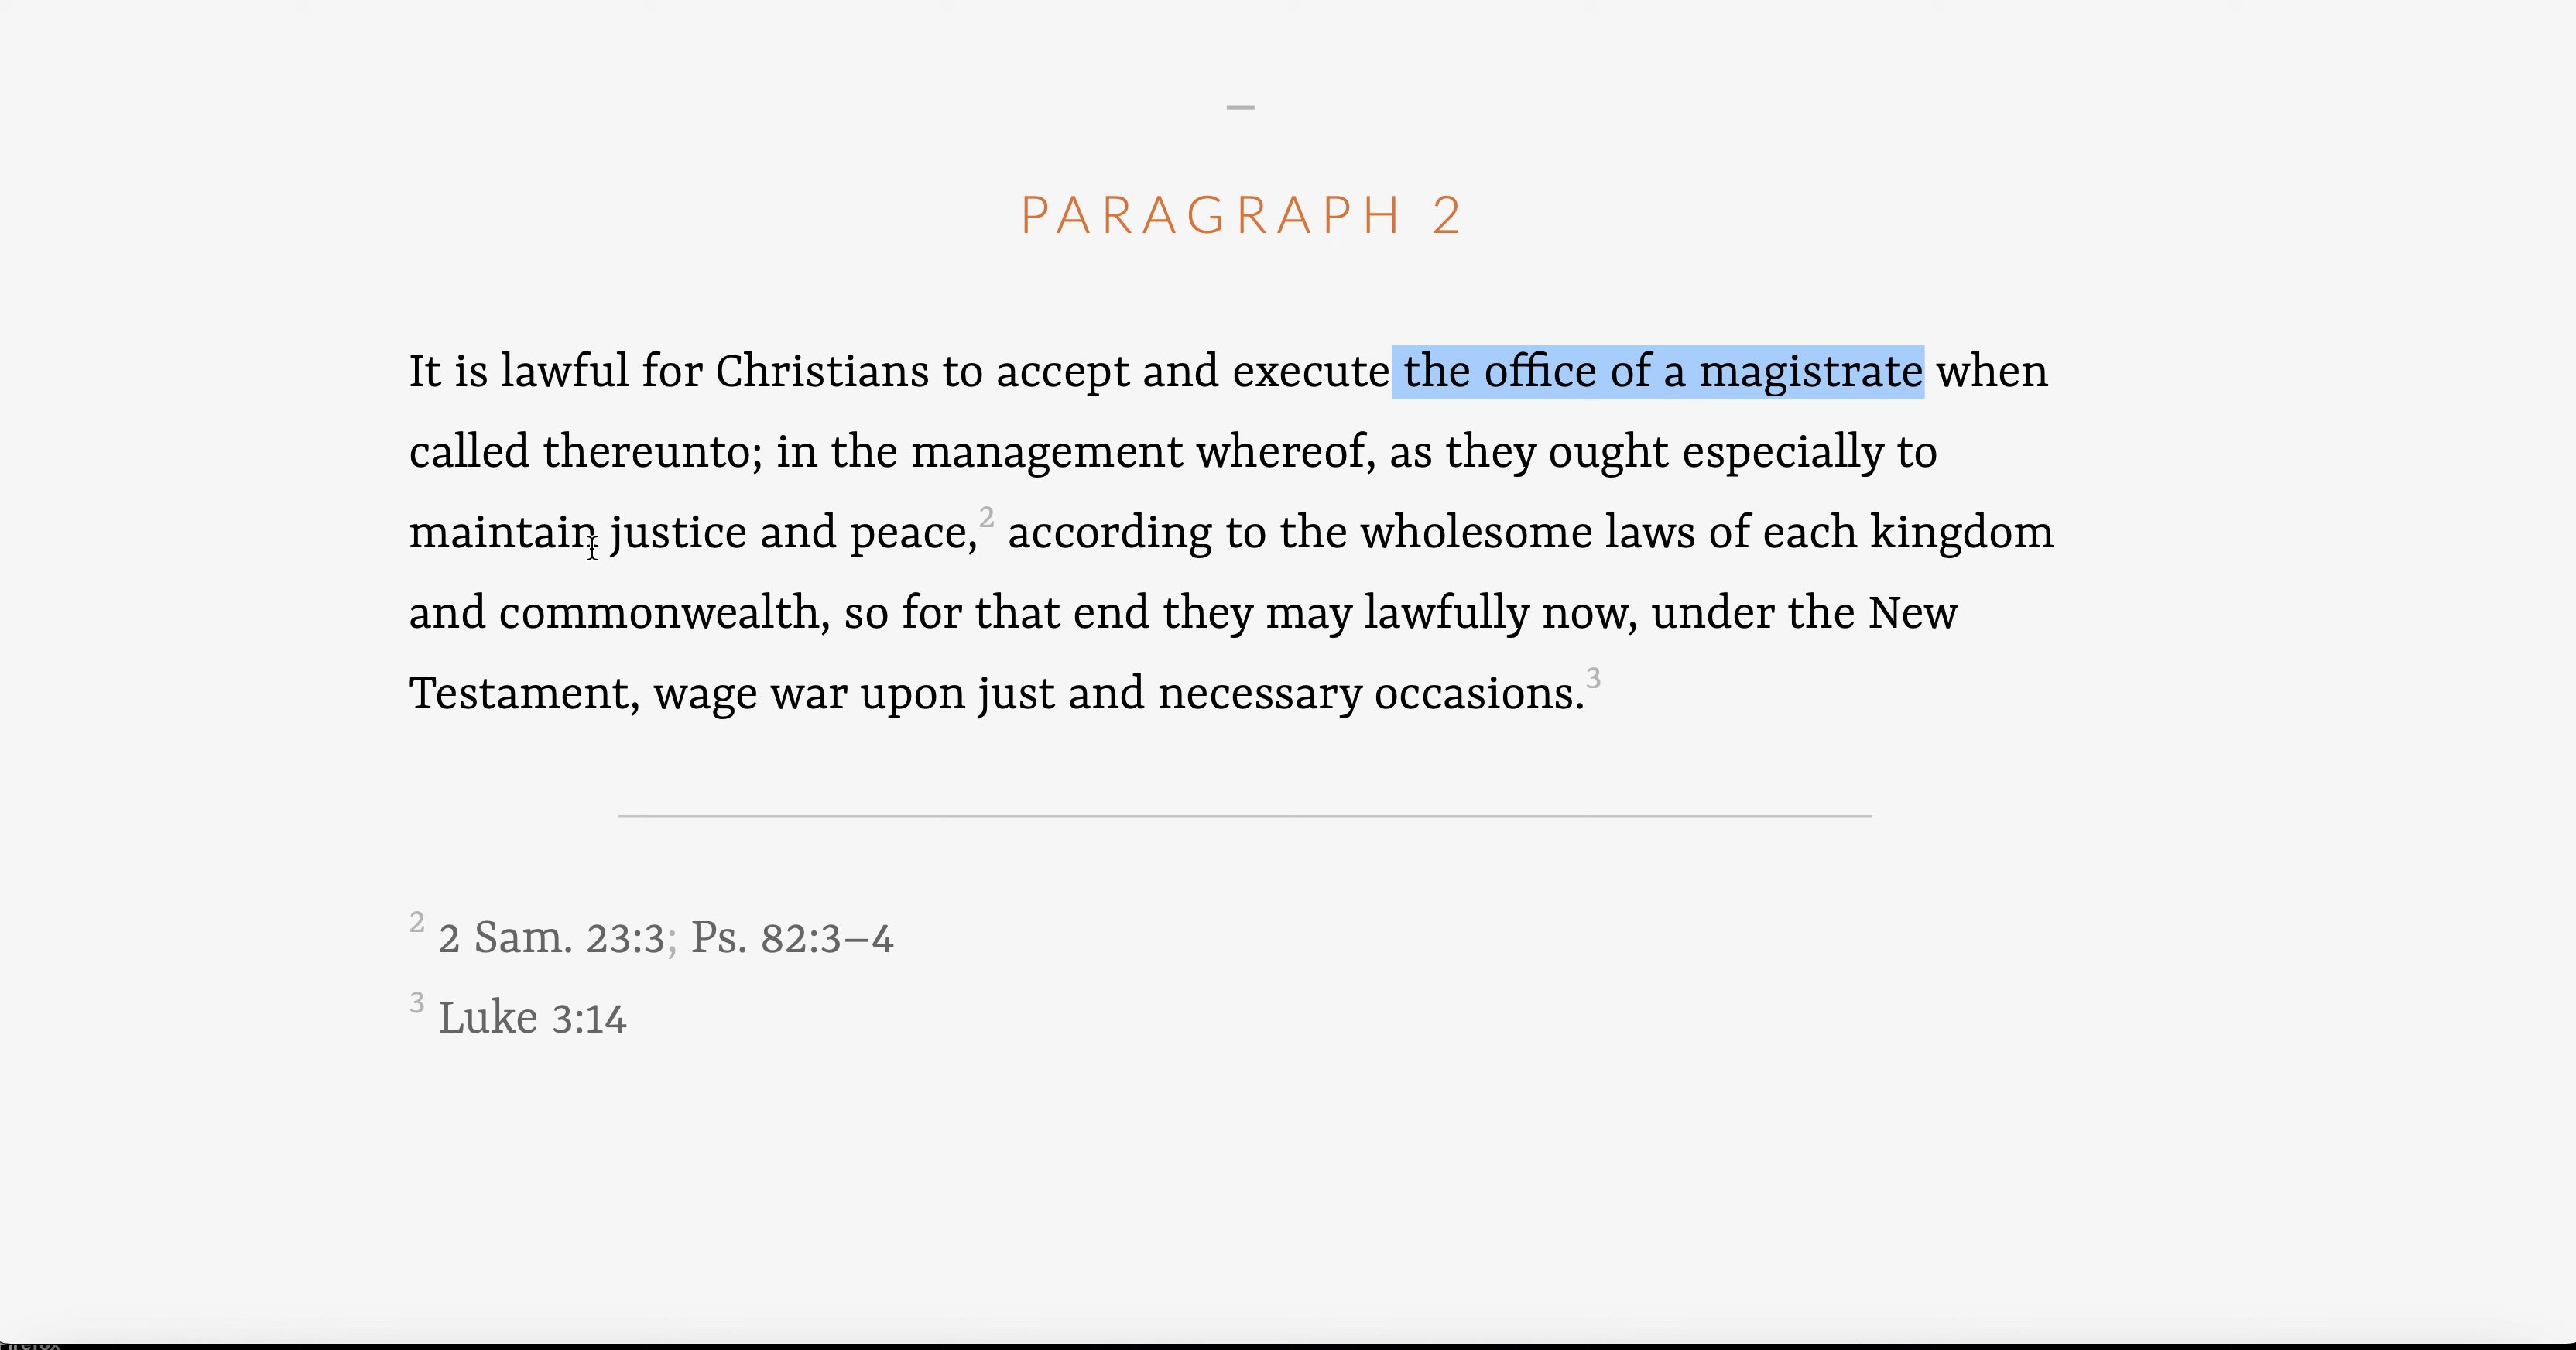 PARAGRAPH 2
It is lawful for Christians to accept and execute the office of a magistrate when
called thereunto; in the management whereof, as they ought especially to
maintain justice and peace,2 according to the wholesome laws of each kingdom
and commonwealth, so for that end they may lawfully now, under the New
Testament, wage war upon just and necessary occasions.3
2 2 Sam. 23:3; Ps. 82:3–4
3 Luke 3:14